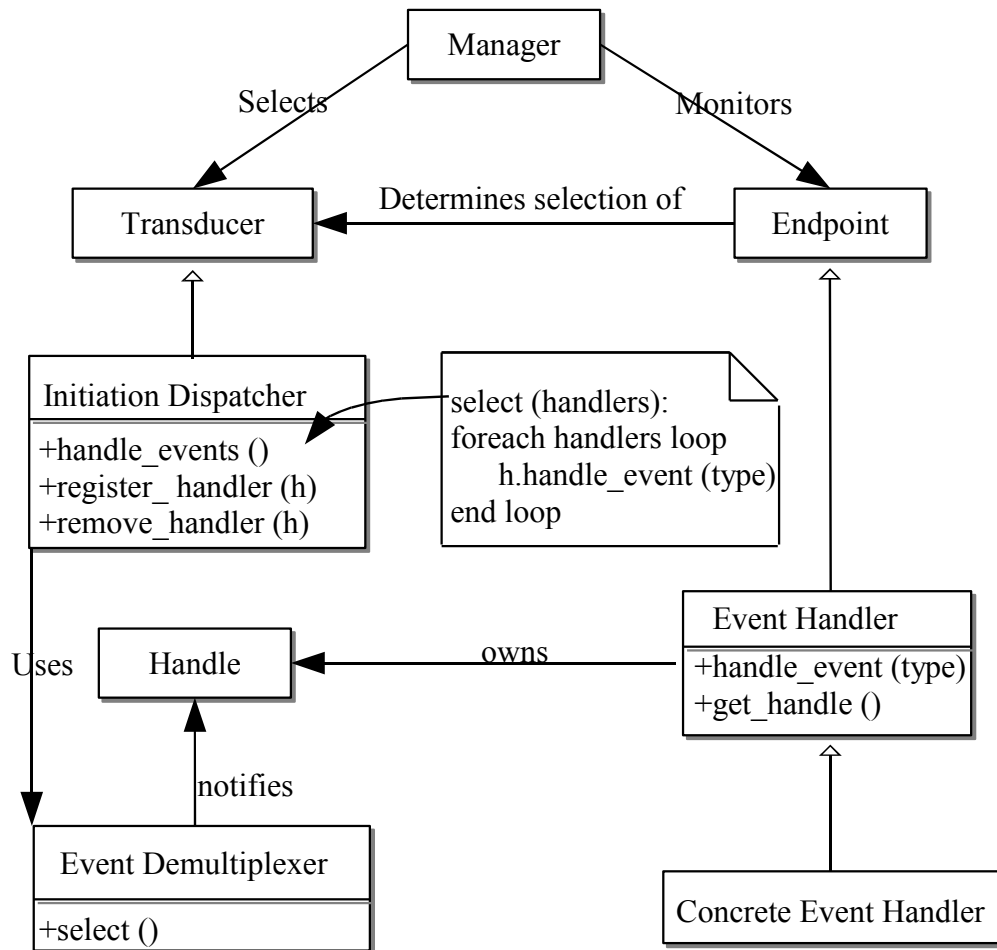 Manager
Selects
Monitors
Transducer
Determines selection of
Endpoint
Initiation Dispatcher
+handle_events ()
+register_ handler (h)
+remove_handler (h)
select (handlers):
foreach handlers loop
h.handle_event (type)
end loop
Uses
Handle
owns
Event Handler
+handle_event (type)
+get_handle ()
notifies
Event Demultiplexer
+select ()
Concrete Event Handler